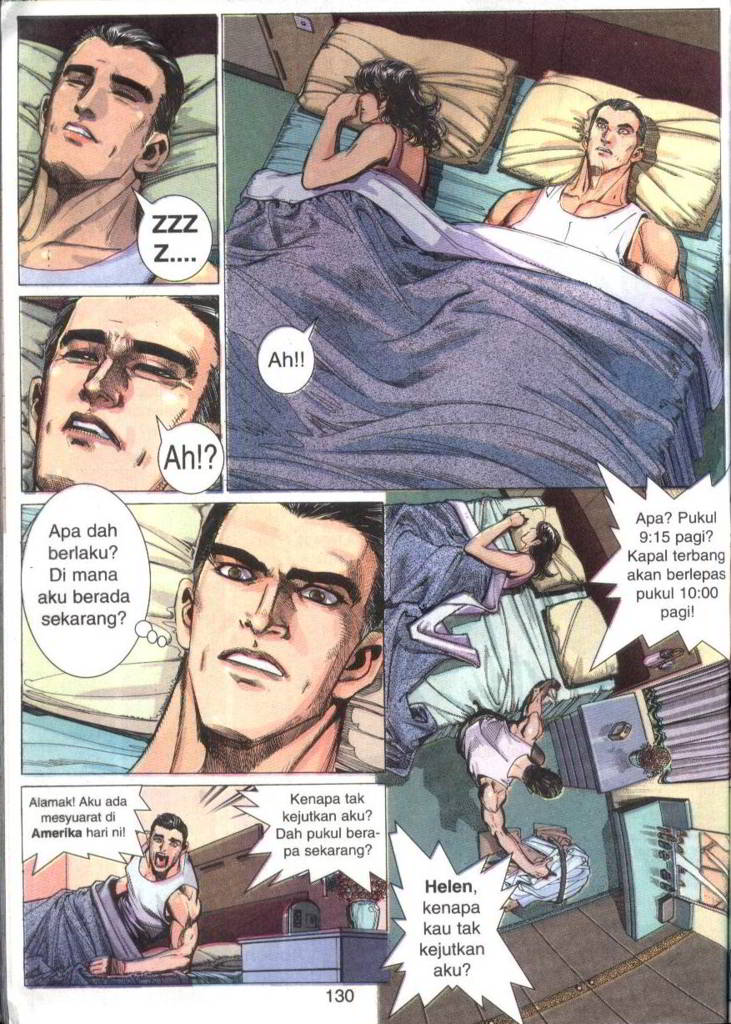 ZZZ
Z....
Ah!!
Ah!?
Apa dah
berlaku?
Di mana
aku berada
sekarang?
Apa? Pukul
9:15 pagi?
Kapal terbang
akan berlepas
pukul 10:00
pagi!
Alamak! Aku ada
mesyuarat di
Amerika hari ni!
Kenapa tak
kejutkan aku?
Dah pukul bera-
pa sekarang?
Helen,
kenapa
kau tak
kejutkan
aku?
130